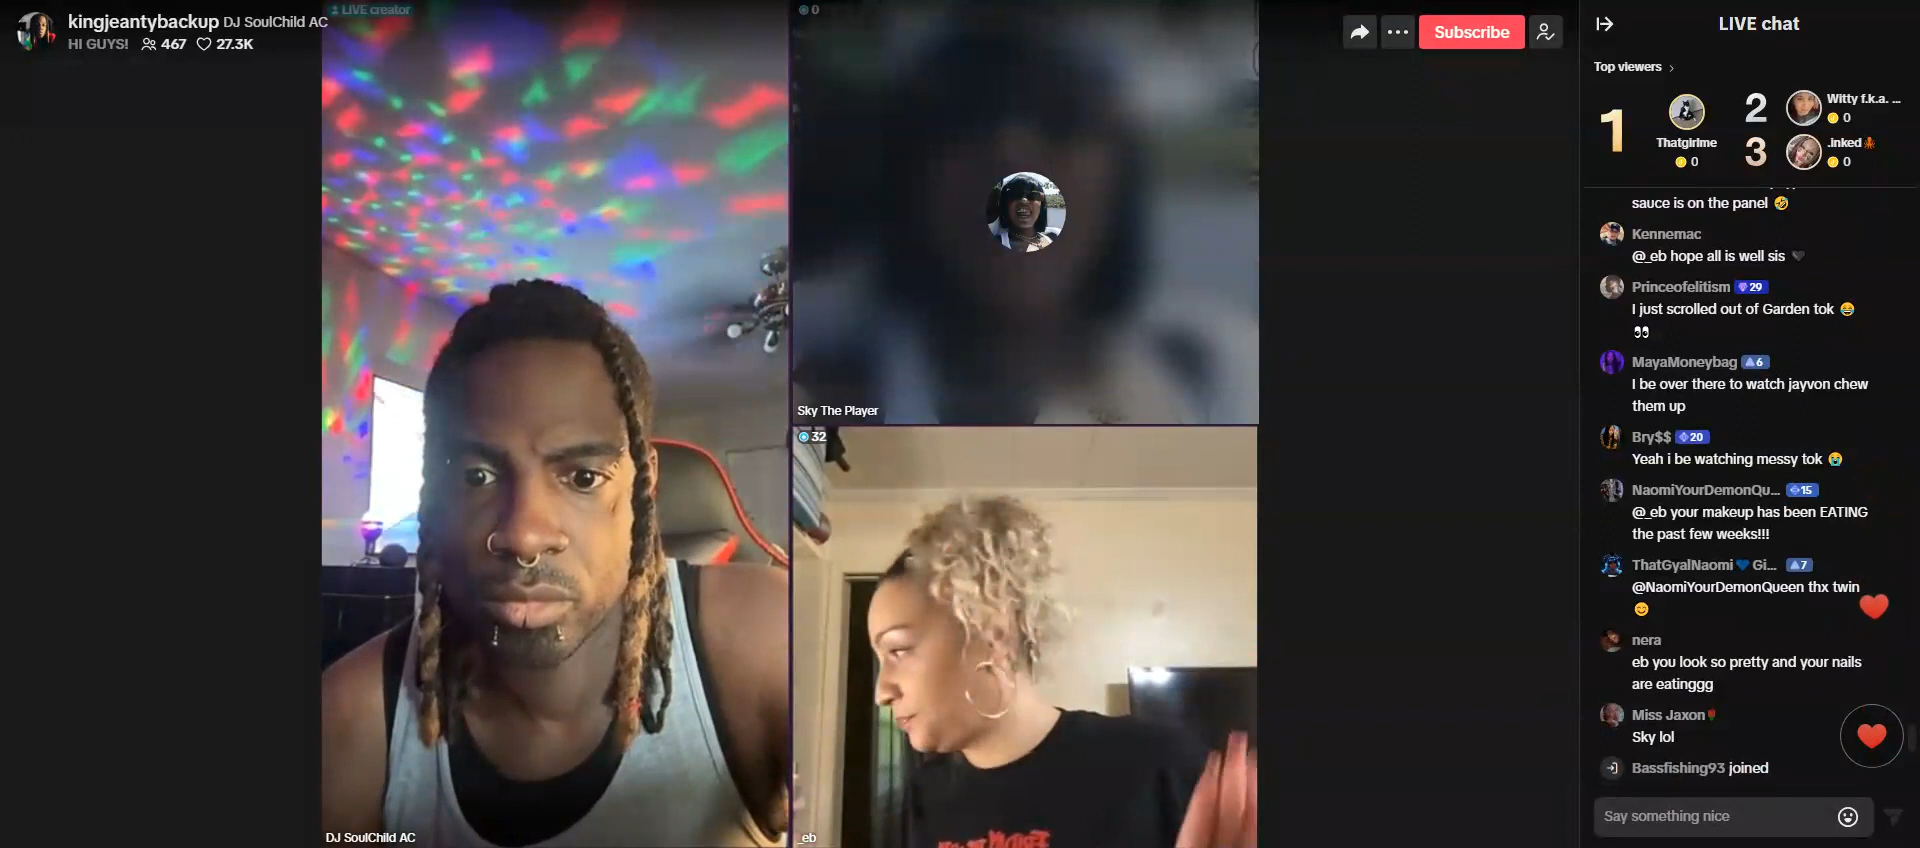 kingjeantybackup DJ SoulChild AC
HI GUYS! 467 27.3K
LIVE creator
0
Subscribe
Sky The Player
32
DJ SoulChild AC
_eb
LIVE chat
Top viewers
1
Thatgirlme
0
2
Witty f.k.a. ...
0
3
.inked
0
sauce is on the panel 🤣
Kennemac
@_eb hope all is well sis 🖤
Princeofelitism 29
I just scrolled out of Garden tok 😂
👀
MayaMoneybag 6
I be over there to watch jayvon chew
them up
Bry$$ 20
Yeah i be watching messy tok 😭
NaomiYourDemonQu... 15
@_eb your makeup has been EATING
the past few weeks!!!
ThatGyalNaomi💙Gi... 7
@NaomiYourDemonQueen thx twin
😊
nera
eb you look so pretty and your nails
are eatinggg
Miss Jaxon🌹
Sky lol
Bassfishing93 joined
Say something nice